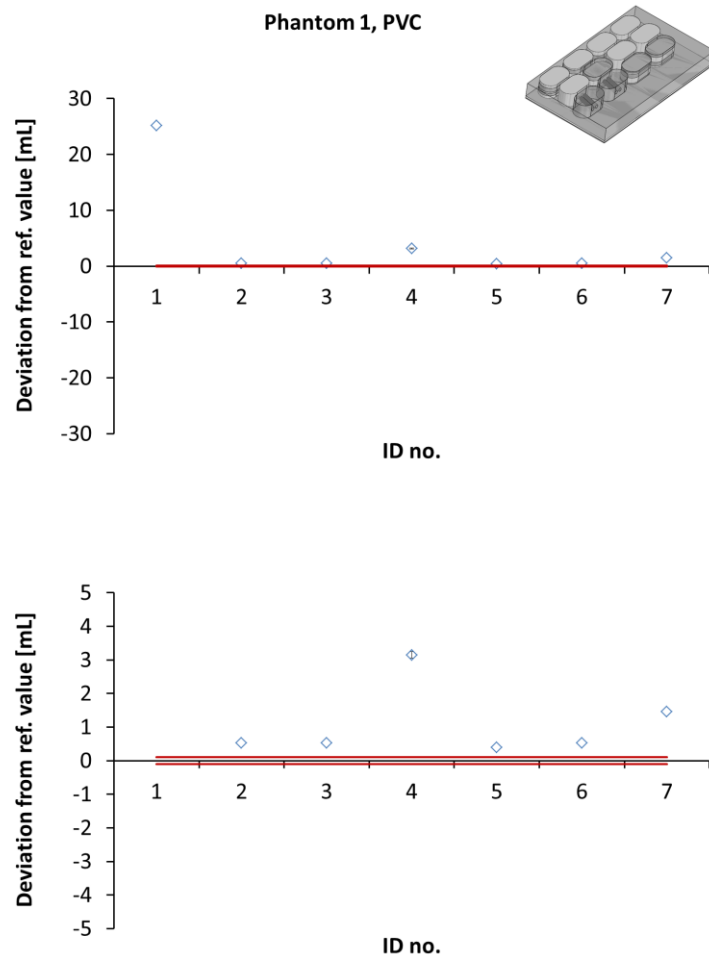 Phantom 1, PVC
Deviation from ref. value [mL]
30
20
10
0
-10
-20
-30
1 2 3 4 5 6 7
ID no.
Deviation from ref. value [mL]
5
4
3
2
1
0
-1
-2
-3
-4
-5
1 2 3 4 5 6 7
ID no.